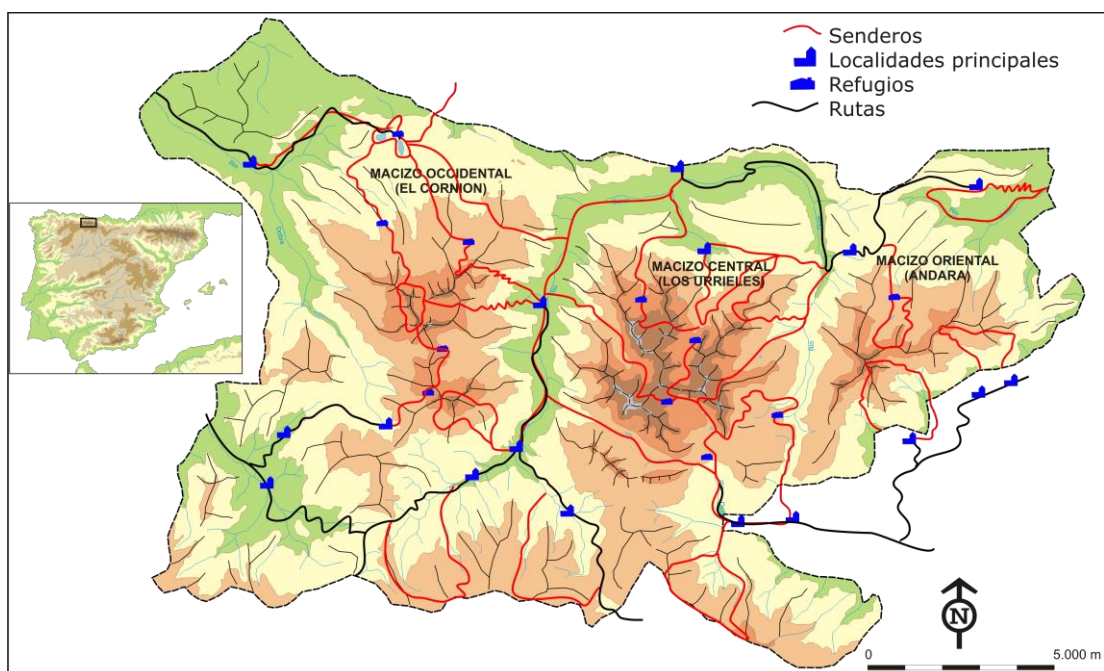 Senderos
Localidades principales
Refugios
Rutas
MACIZO OCCIDENTAL
(EL CORNION)
MACIZO CENTRAL
(LOS URRIELES)
MACIZO ORIENTAL
(ANDARA)
N
0
5.000 m